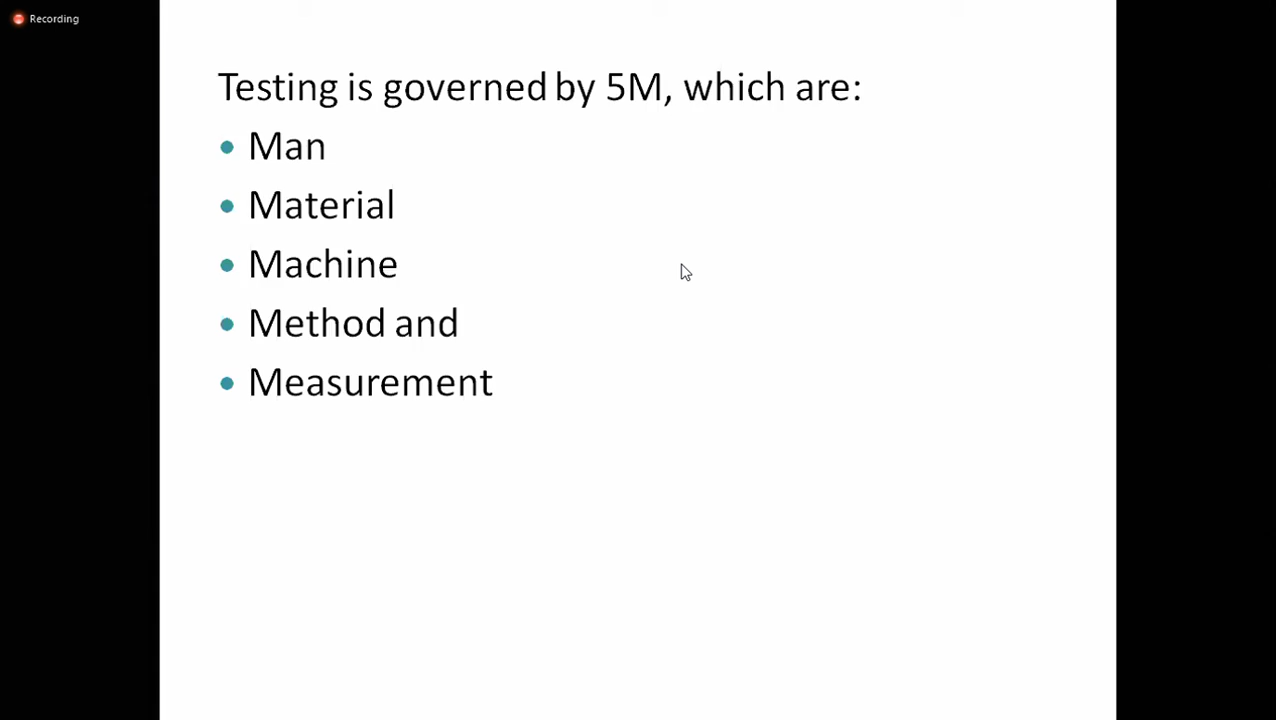 Recording
Testing is governed by 5M, which are:
• Man
• Material
• Machine
• Method and
• Measurement